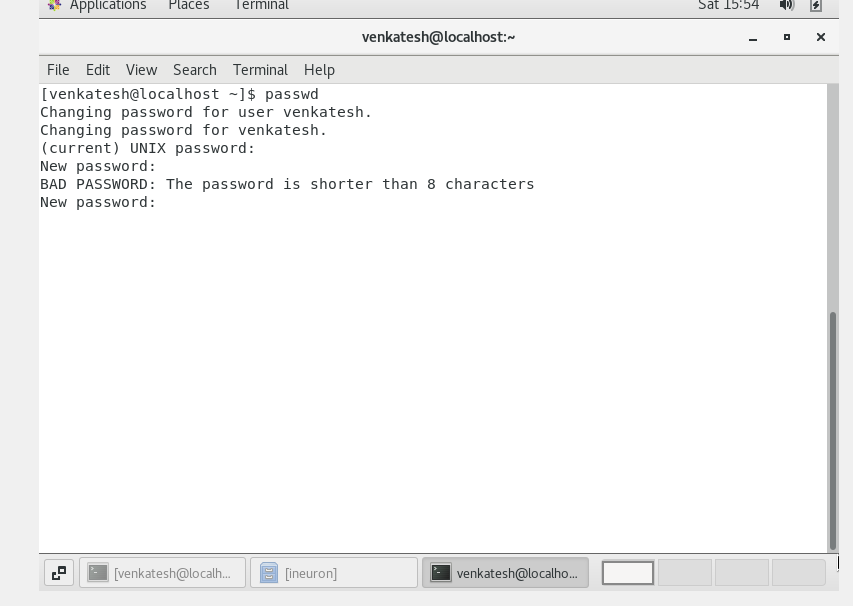 Applications Places Terminal Sat 15:54
venkatesh@localhost:~
File Edit View Search Terminal Help
[venkatesh@localhost ~]$ passwd
Changing password for user venkatesh.
Changing password for venkatesh.
(current) UNIX password:
New password:
BAD PASSWORD: The password is shorter than 8 characters
New password:
[venkatesh@localh... [ineuron] venkatesh@localho...